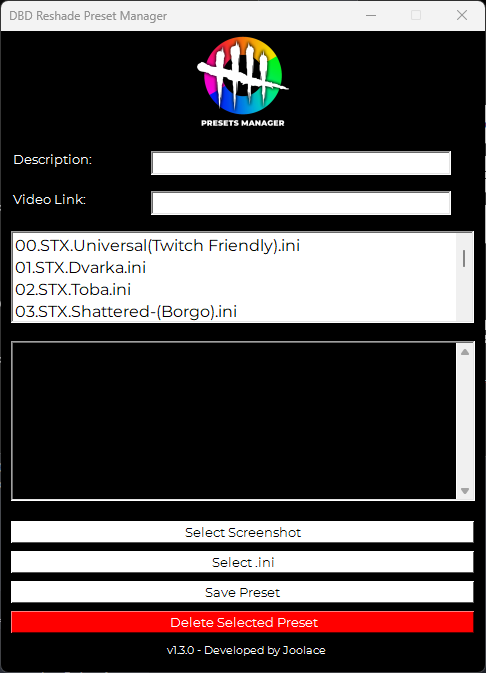 DBD Reshade Preset Manager
PRESETS MANAGER
Description:
Video Link:
00.STX.Universal(Twitch Friendly).ini
01.STX.Dvarka.ini
02.STX.Toba.ini
03.STX.Shattered-(Borgo).ini
Select Screenshot
Select .ini
Save Preset
Delete Selected Preset
v1.3.0 - Developed by Joolace